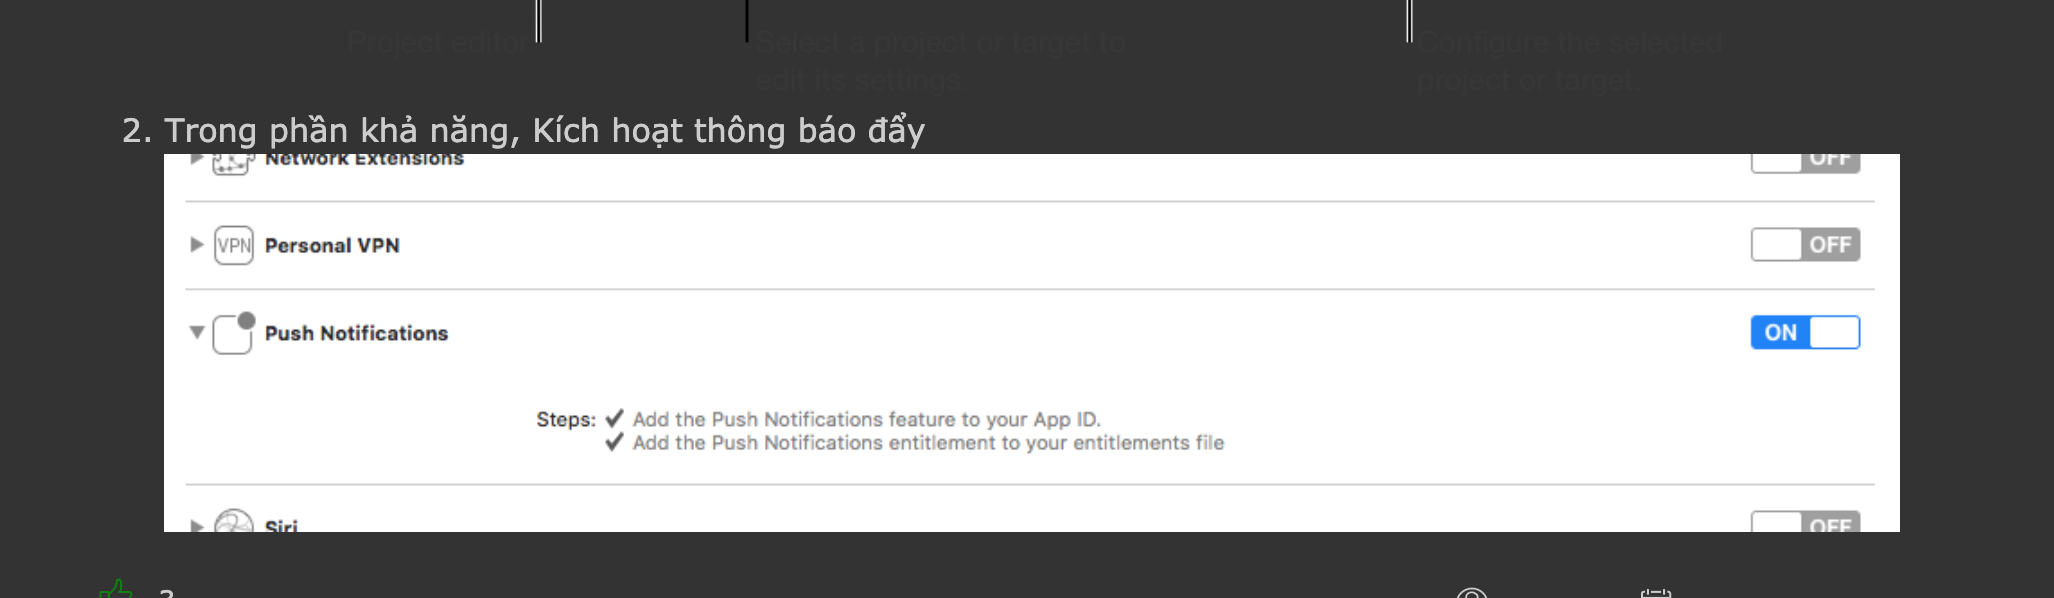 Project editor
Select a project or target to
edit its settings.
Configure the selected
project or target.
2. Trong phần khả năng, Kích hoạt thông báo đẩy
Network Extensions OFF
VPN Personal VPN OFF
Push Notifications ON
Steps: ✔ Add the Push Notifications feature to your App ID.
✔ Add the Push Notifications entitlement to your entitlements file
Siri OFF